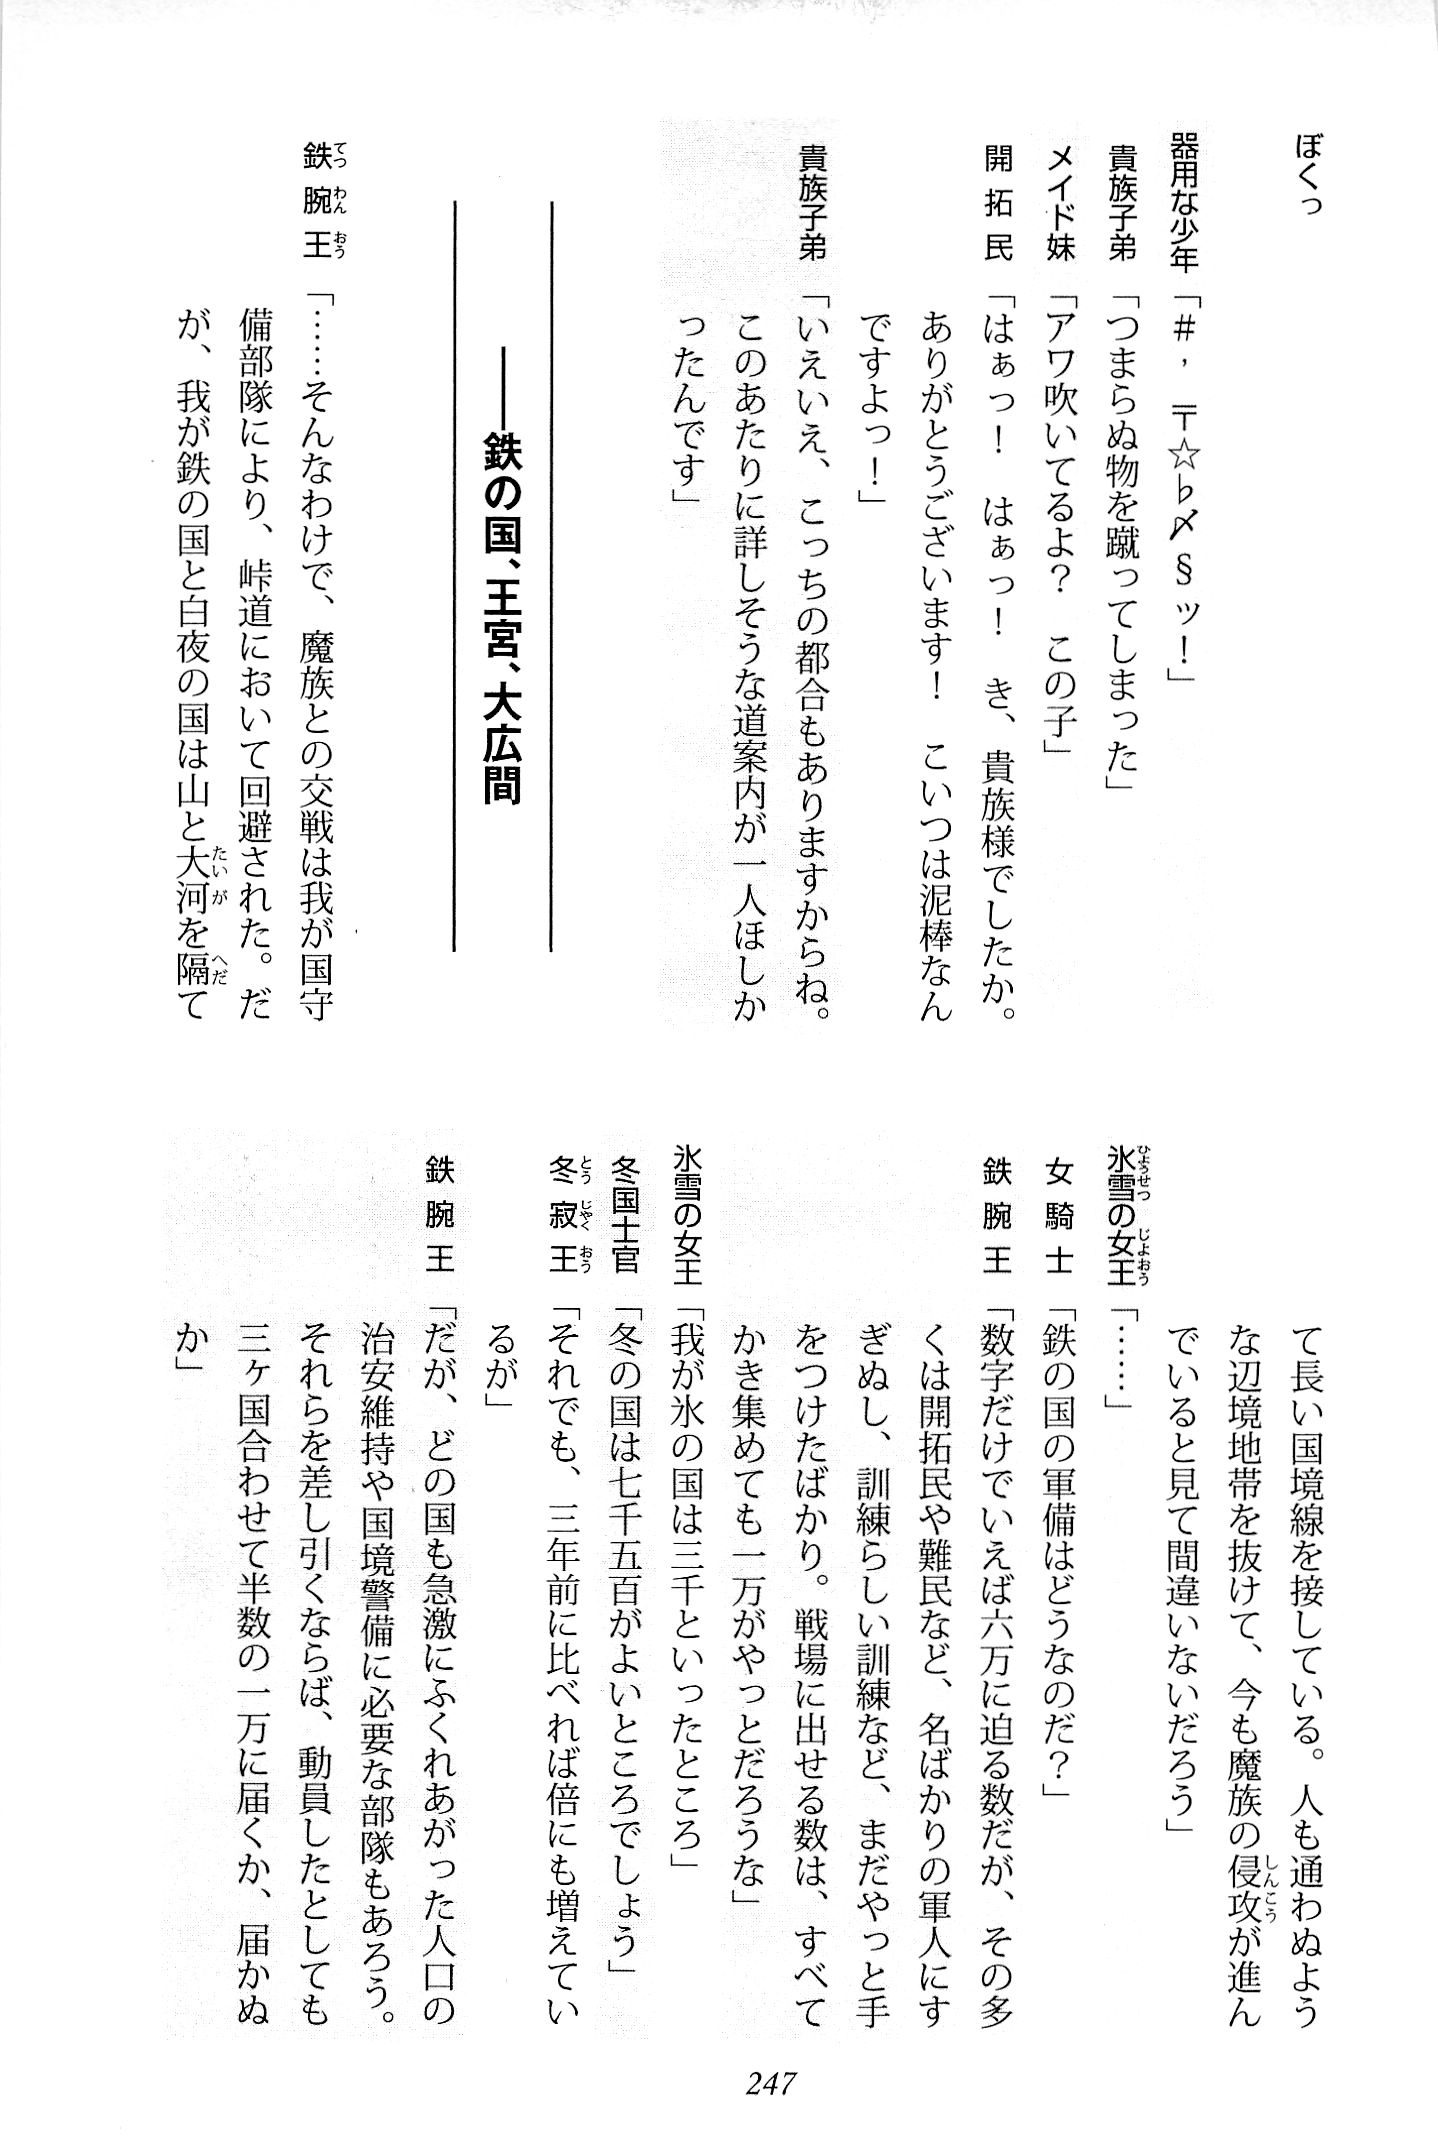 ぼくっ
器用な少年「＃，〒☆♭〆§ッ！」
貴族子弟「つまらぬ物を蹴ってしまった」
メイド妹「アワ吹いてるよ？　この子」
開拓民「はぁっ！　はぁっ！　き、貴族様でしたか。
ありがとうございます！　こいつは泥棒なん
ですよっ！」
貴族子弟「いえいえ、こっちの都合もありますからね。
このあたりに詳しそうな道案内が一人ほしか
ったんです」
――鉄の国、王宮、大広間
鉄腕王「……そんなわけで、魔族との交戦は我が国守
備部隊により、峠道において回避された。だ
が、我が鉄の国と白夜の国は山と大河を隔て
て長い国境線を接している。人も通わぬよう
な辺境地帯を抜けて、今も魔族の侵攻が進ん
でいると見て間違いないだろう」
氷雪の女王「……」
女騎士「鉄の国の軍備はどうなのだ？」
鉄腕王「数字だけでいえば六万に迫る数だが、その多
くは開拓民や難民など、名ばかりの軍人にす
ぎぬし、訓練らしい訓練など、まだやっと手
をつけたばかり。戦場に出せる数は、すべて
かき集めても一万がやっとだろうな」
氷雪の女王「我が氷の国は三千といったところ」
冬国士官「冬の国は七千五百がよいところでしょう」
冬寂王「それでも、三年前に比べれば倍にも増えてい
るが」
鉄腕王「だが、どの国も急激にふくれあがった人口の
治安維持や国境警備に必要な部隊もあろう。
それらを差し引くならば、動員したとしても
三ヶ国合わせて半数の一万に届くか、届かぬ
か」
247